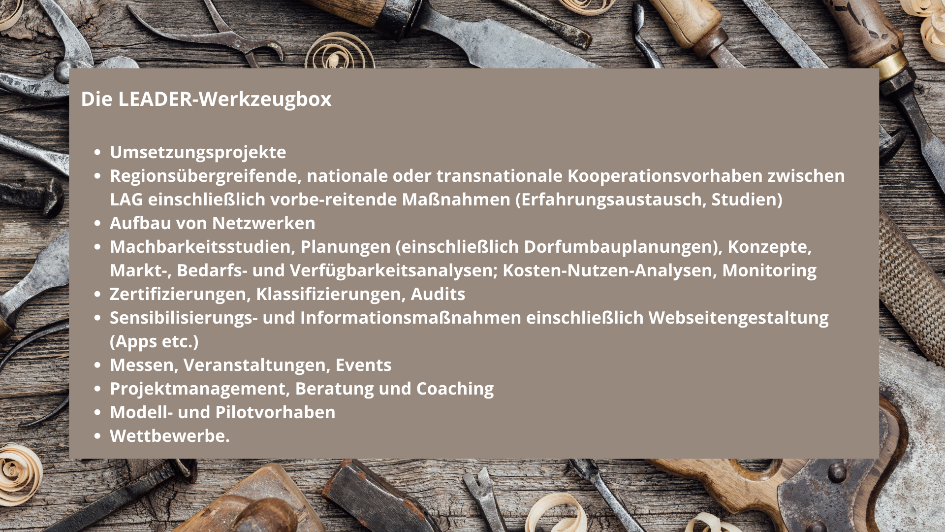 Die LEADER-Werkzeugbox
• Umsetzungsprojekte
• Regionsübergreifende, nationale oder transnationale Kooperationsvorhaben zwischen
LAG einschließlich vorbe-reitende Maßnahmen (Erfahrungsaustausch, Studien)
• Aufbau von Netzwerken
• Machbarkeitsstudien, Planungen (einschließlich Dorfumbauplanungen), Konzepte,
Markt-, Bedarfs- und Verfügbarkeitsanalysen; Kosten-Nutzen-Analysen, Monitoring
• Zertifizierungen, Klassifizierungen, Audits
• Sensibilisierungs- und Informationsmaßnahmen einschließlich Webseitengestaltung
(Apps etc.)
• Messen, Veranstaltungen, Events
• Projektmanagement, Beratung und Coaching
• Modell- und Pilotvorhaben
• Wettbewerbe.